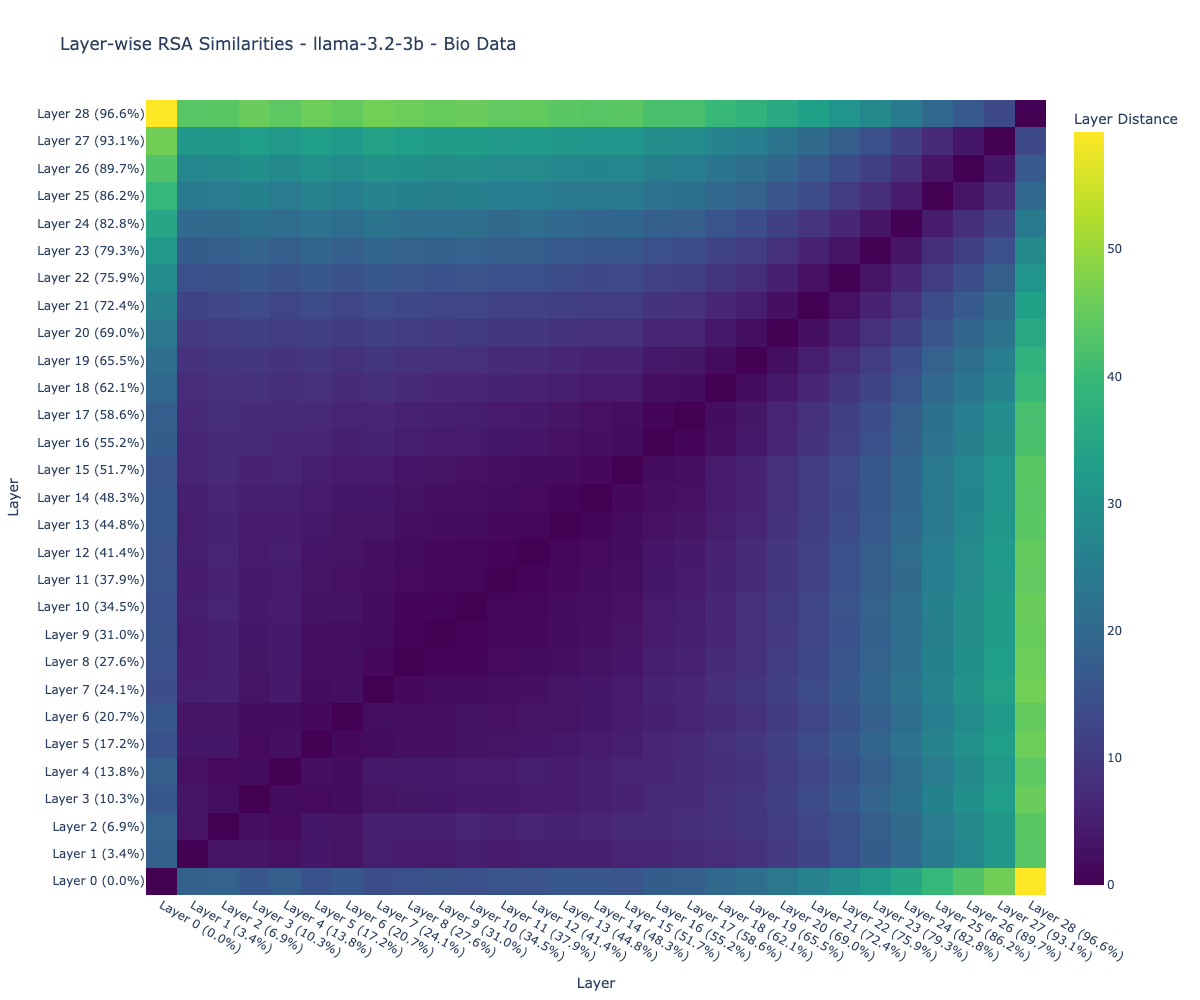 Layer-wise RSA Similarities - llama-3.2-3b - Bio Data
Layer Distance
Layer 28 (96.6%)
Layer 27 (93.1%)
Layer 26 (89.7%)
Layer 25 (86.2%)
Layer 24 (82.8%)
Layer 23 (79.3%)
Layer 22 (75.9%)
Layer 21 (72.4%)
Layer 20 (69.0%)
Layer 19 (65.5%)
Layer 18 (62.1%)
Layer 17 (58.6%)
Layer 16 (55.2%)
Layer 15 (51.7%)
Layer 14 (48.3%)
Layer 13 (44.8%)
Layer 12 (41.4%)
Layer 11 (37.9%)
Layer 10 (34.5%)
Layer 9 (31.0%)
Layer 8 (27.6%)
Layer 7 (24.1%)
Layer 6 (20.7%)
Layer 5 (17.2%)
Layer 4 (13.8%)
Layer 3 (10.3%)
Layer 2 (6.9%)
Layer 1 (3.4%)
Layer 0 (0.0%)
Layer
50
40
30
20
10
0
Layer 0 (0.0%)
Layer 1 (3.4%)
Layer 2 (6.9%)
Layer 3 (10.3%)
Layer 4 (13.8%)
Layer 5 (17.2%)
Layer 6 (20.7%)
Layer 7 (24.1%)
Layer 8 (27.6%)
Layer 9 (31.0%)
Layer 10 (34.5%)
Layer 11 (37.9%)
Layer 12 (41.4%)
Layer 13 (44.8%)
Layer 14 (48.3%)
Layer 15 (51.7%)
Layer 16 (55.2%)
Layer 17 (58.6%)
Layer 18 (62.1%)
Layer 19 (65.5%)
Layer 20 (69.0%)
Layer 21 (72.4%)
Layer 22 (75.9%)
Layer 23 (79.3%)
Layer 24 (82.8%)
Layer 25 (86.2%)
Layer 26 (89.7%)
Layer 27 (93.1%)
Layer 28 (96.6%)
Layer